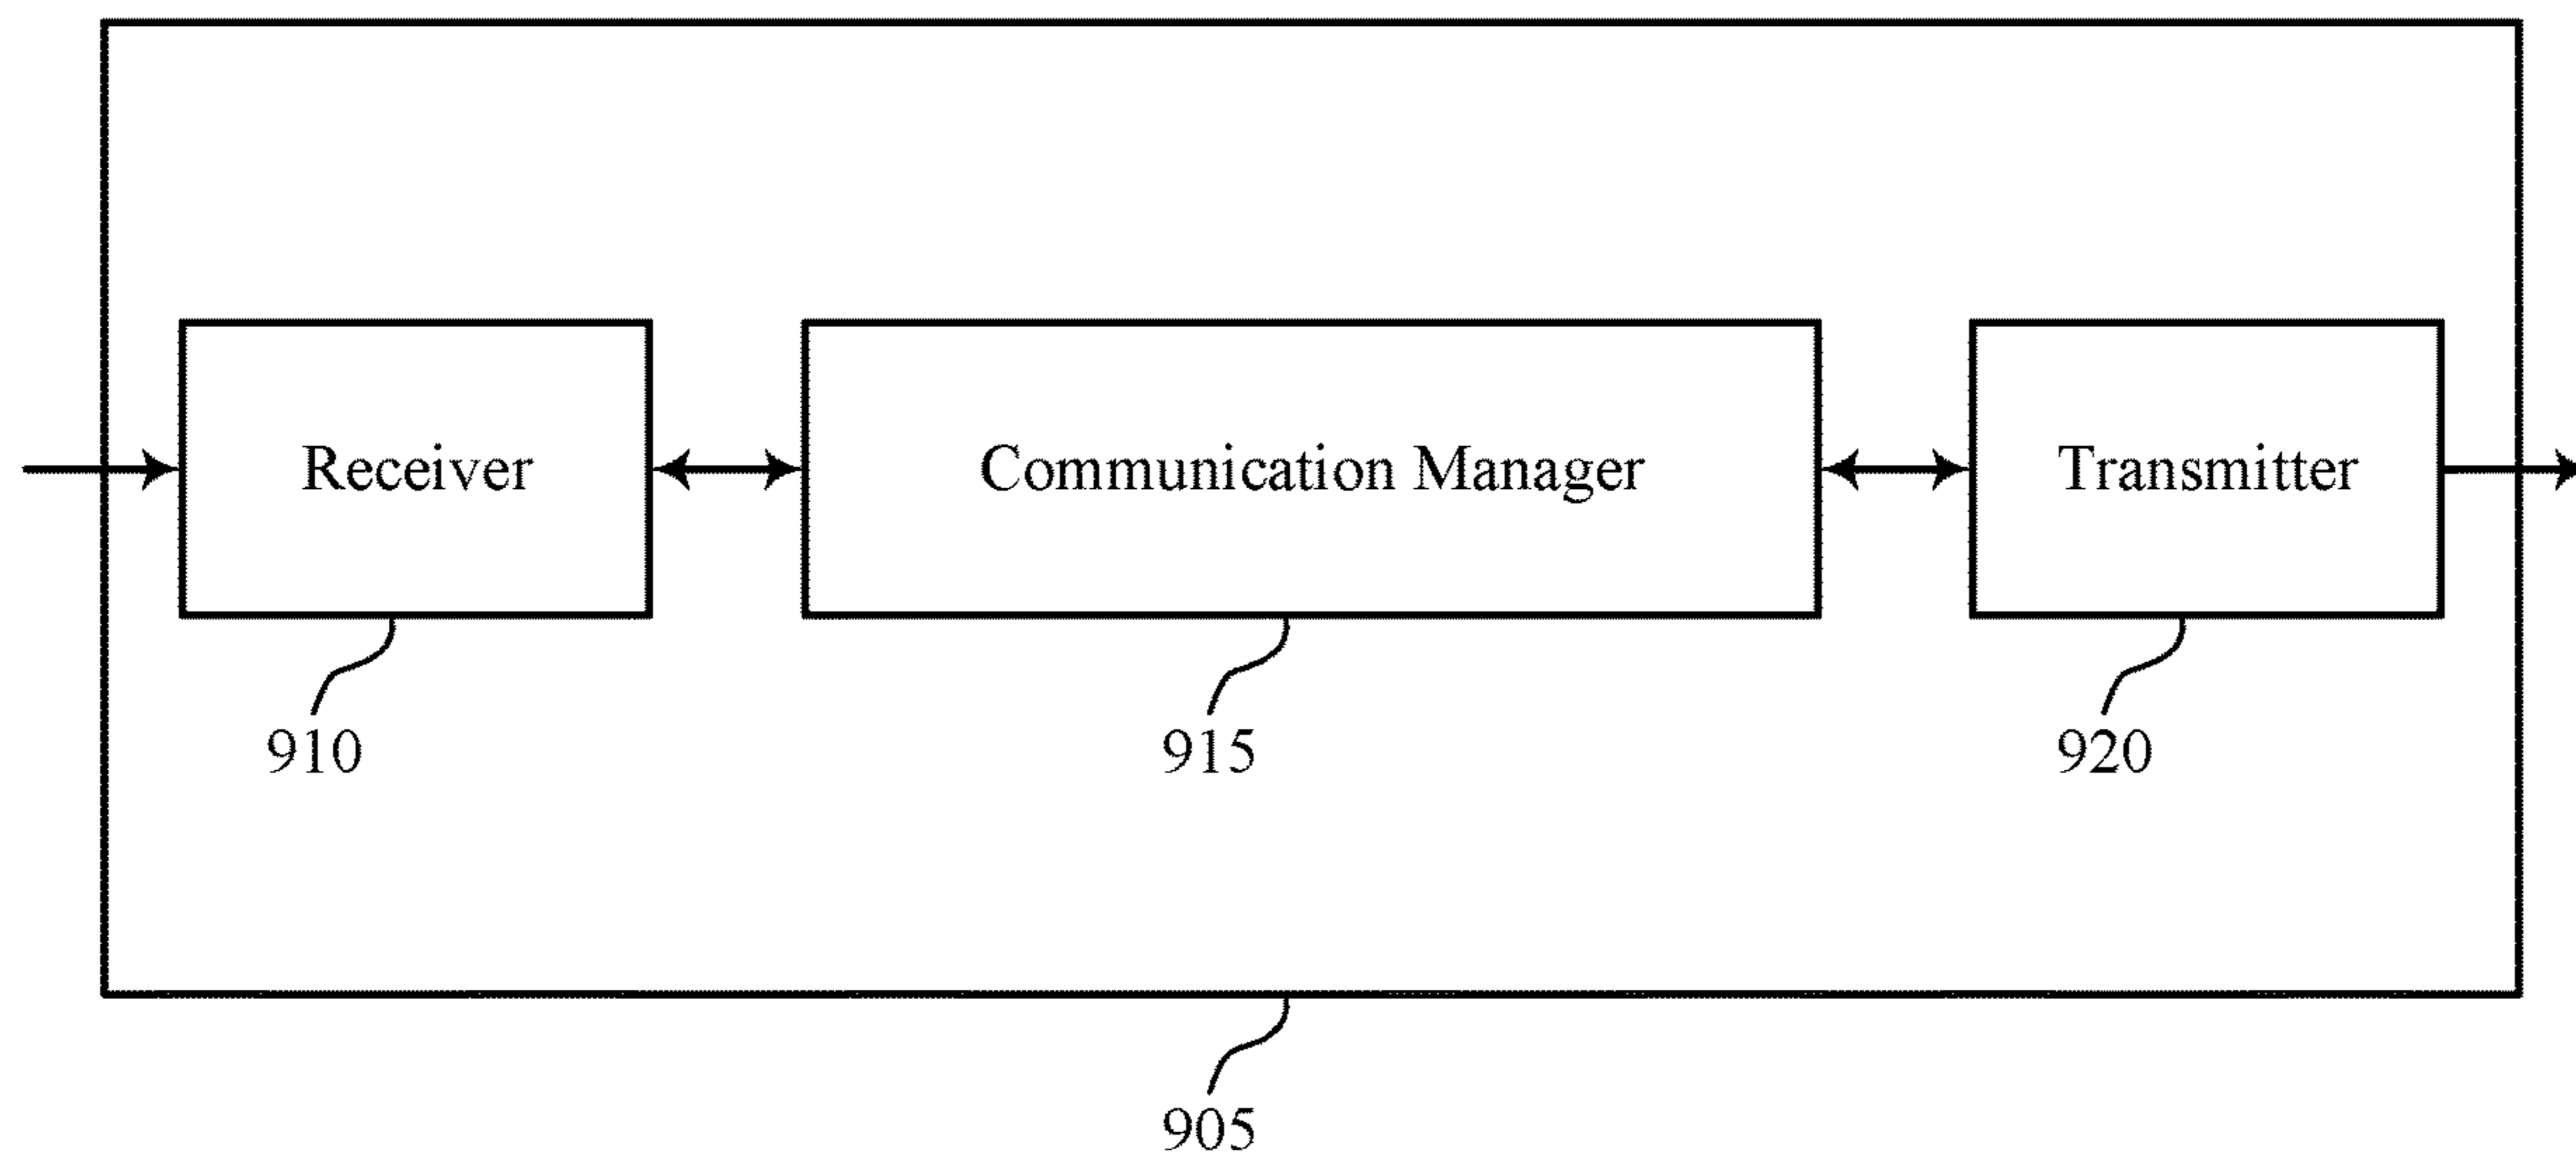 Receiver
Communication Manager
Transmitter
910
915
920
905